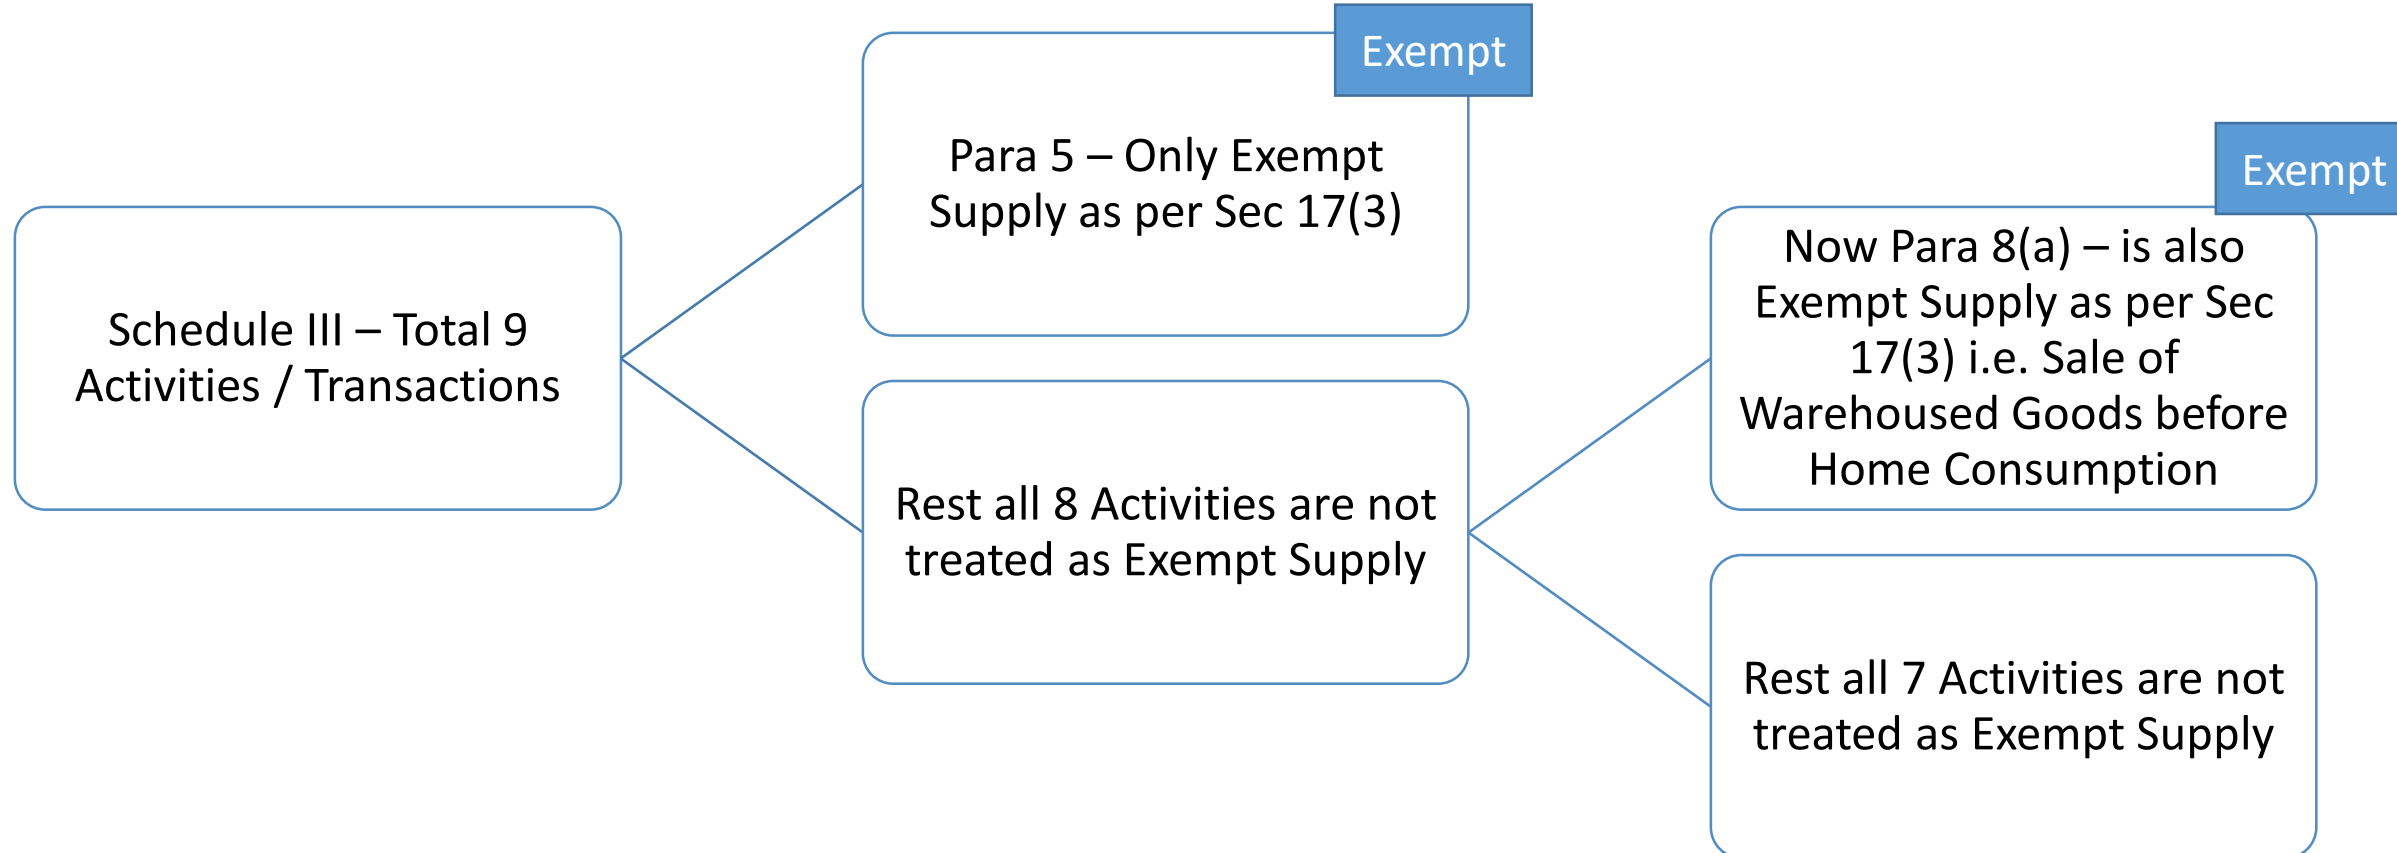 Schedule III – Total 9
Activities / Transactions
Exempt
Para 5 – Only Exempt
Supply as per Sec 17(3)
Rest all 8 Activities are not
treated as Exempt Supply
Exempt
Now Para 8(a) – is also
Exempt Supply as per Sec
17(3) i.e. Sale of
Warehoused Goods before
Home Consumption
Rest all 7 Activities are not
treated as Exempt Supply